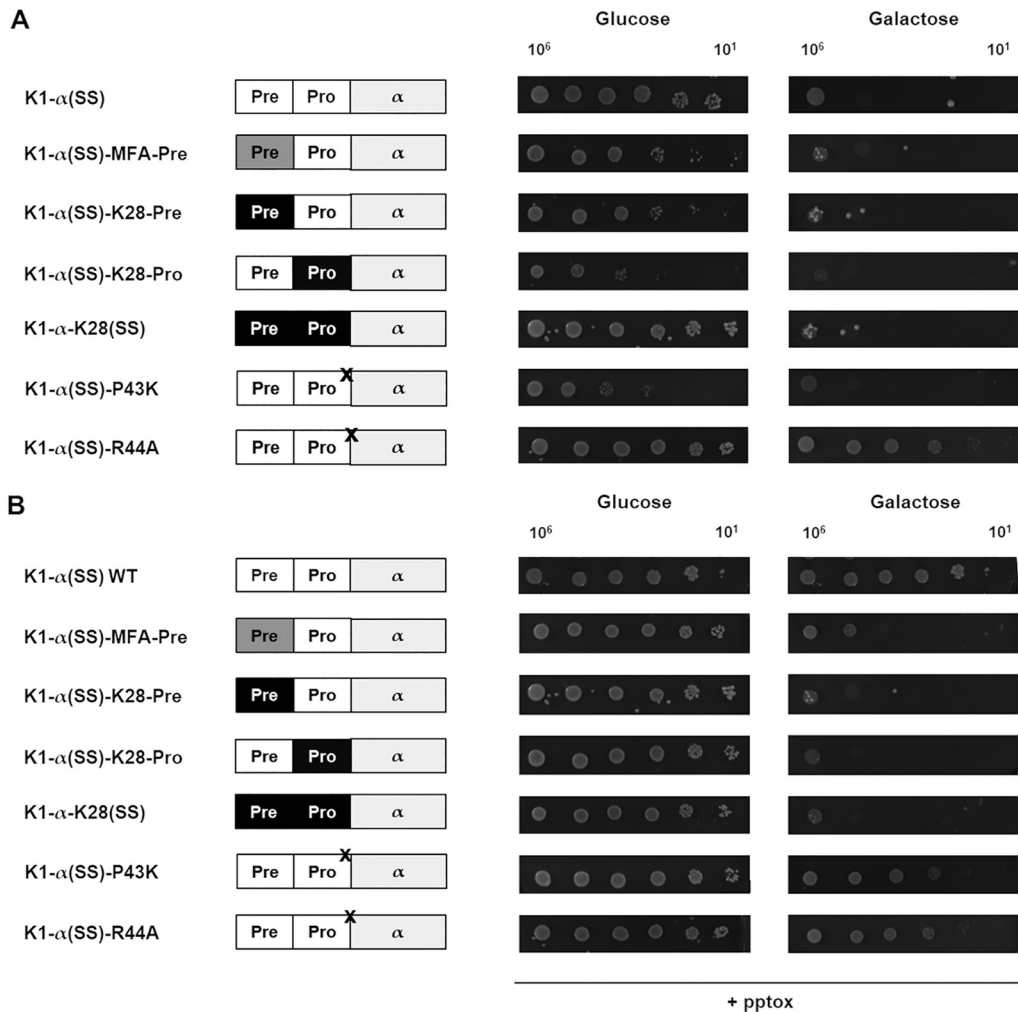 A
Glucose Galactose
10⁶ 10¹ 10⁶ 10¹
K1-α(SS) Pre Pro α
K1-α(SS)-MFA-Pre Pre Pro α
K1-α(SS)-K28-Pre Pre Pro α
K1-α(SS)-K28-Pro Pre Pro α
K1-α-K28(SS) Pre Pro α
x
K1-α(SS)-P43K Pre Pro α
x
K1-α(SS)-R44A Pre Pro α
B
Glucose Galactose
10⁶ 10¹ 10⁶ 10¹
K1-α(SS) WT Pre Pro α
K1-α(SS)-MFA-Pre Pre Pro α
K1-α(SS)-K28-Pre Pre Pro α
K1-α(SS)-K28-Pro Pre Pro α
K1-α-K28(SS) Pre Pro α
x
K1-α(SS)-P43K Pre Pro α
x
K1-α(SS)-R44A Pre Pro α
+ pptox